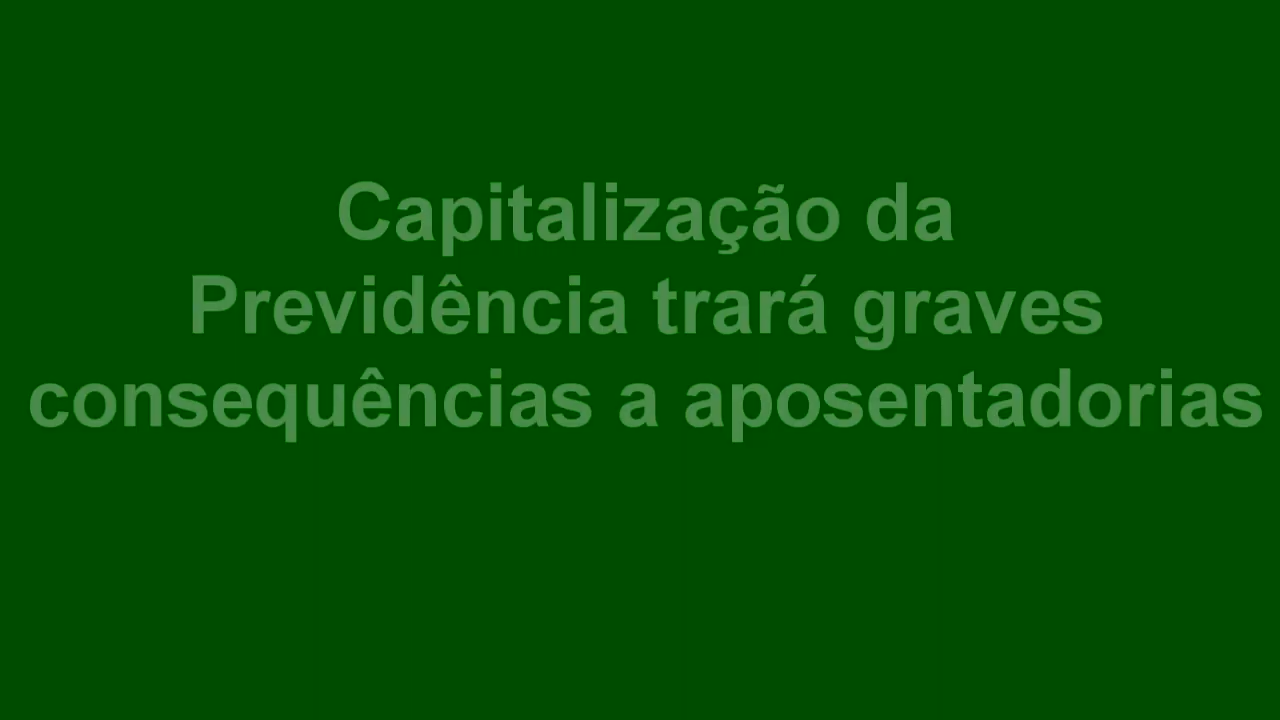 Capitalização da
Previdência trará graves
consequências a aposentadorias